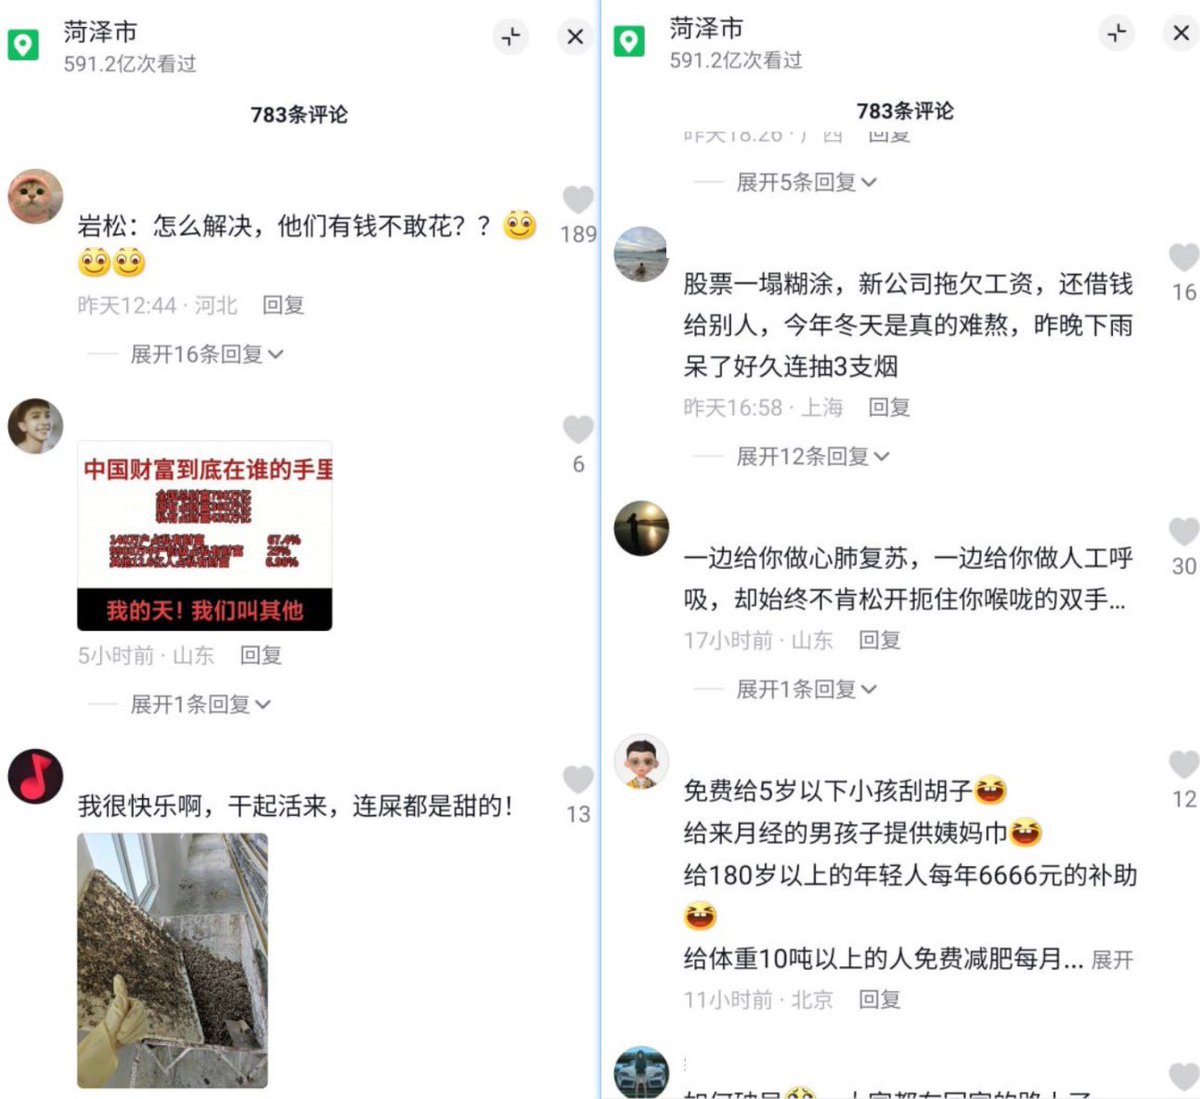 菏泽市
591.2亿次看过
783条评论
岩松：怎么解决，他们有钱不敢花？？
189
昨天12:44 · 河北 回复
展开16条回复
中国财富到底在谁的手里
67.4%
我的天！我们叫其他
6
5小时前 · 山东 回复
展开1条回复
我很快乐啊，干起活来，连屎都是甜的！
13
菏泽市
591.2亿次看过
783条评论
昨天18:26 · 广西 回复
展开5条回复
股票一塌糊涂，新公司拖欠工资，还借钱
给别人，今年冬天是真的难熬，昨晚下雨
呆了好久连抽3支烟
16
昨天16:58 · 上海 回复
展开12条回复
一边给你做心肺复苏，一边给你做人工呼
吸，却始终不肯松开扼住你喉咙的双手...
30
17小时前 · 山东 回复
展开1条回复
免费给5岁以下小孩刮胡子
给来月经的男孩子提供姨妈巾
给180岁以上的年轻人每年6666元的补助
给体重10吨以上的人免费减肥每月... 展开
12
11小时前 · 北京 回复